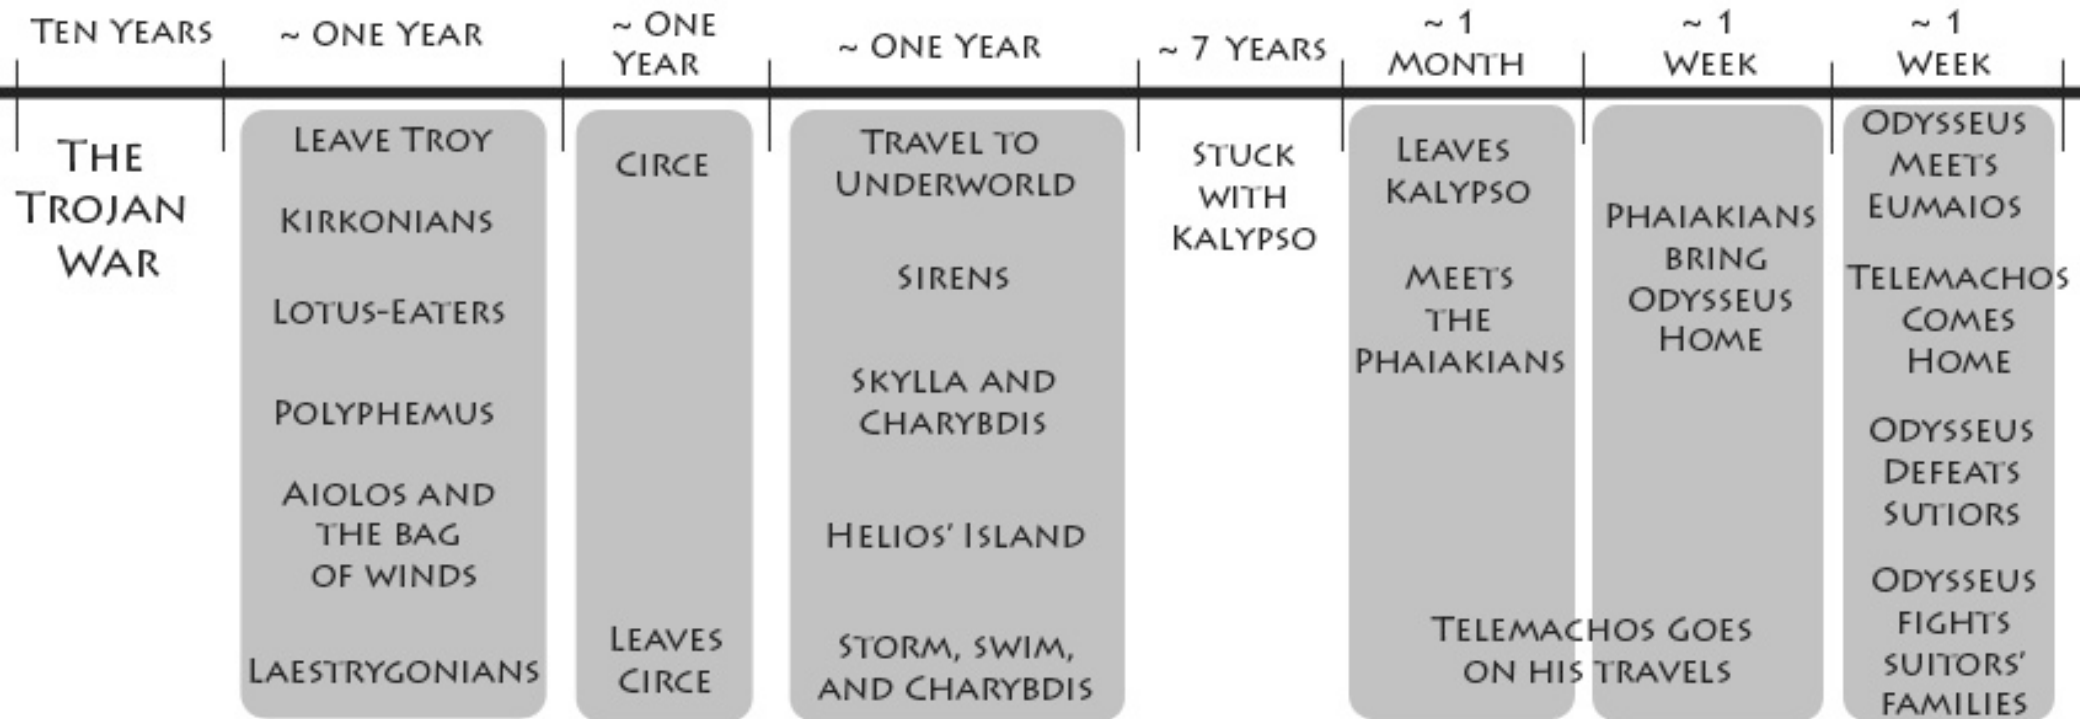 Ten Years
~ One Year
~ One
Year
~ One Year
~ 7 Years
~ 1
Month
~ 1
Week
~ 1
Week
The
Trojan
War
Leave Troy
Kirkonians
Lotus-Eaters
Polyphemus
Aiolos and
the bag
of winds
Laestrygonians
Circe
Leaves
Circe
Travel to
Underworld
Sirens
Skylla and
Charybdis
Helios' Island
Storm, swim,
and Charybdis
Stuck
with
Kalypso
Leaves
Kalypso
Meets
the
Phaiakians
Phaiakians
bring
Odysseus
Home
Telemachos goes
on his travels
Odysseus
Meets
Eumaios
Telemachos
Comes
Home
Odysseus
Defeats
Sutiors
Odysseus
fights
suitors'
families